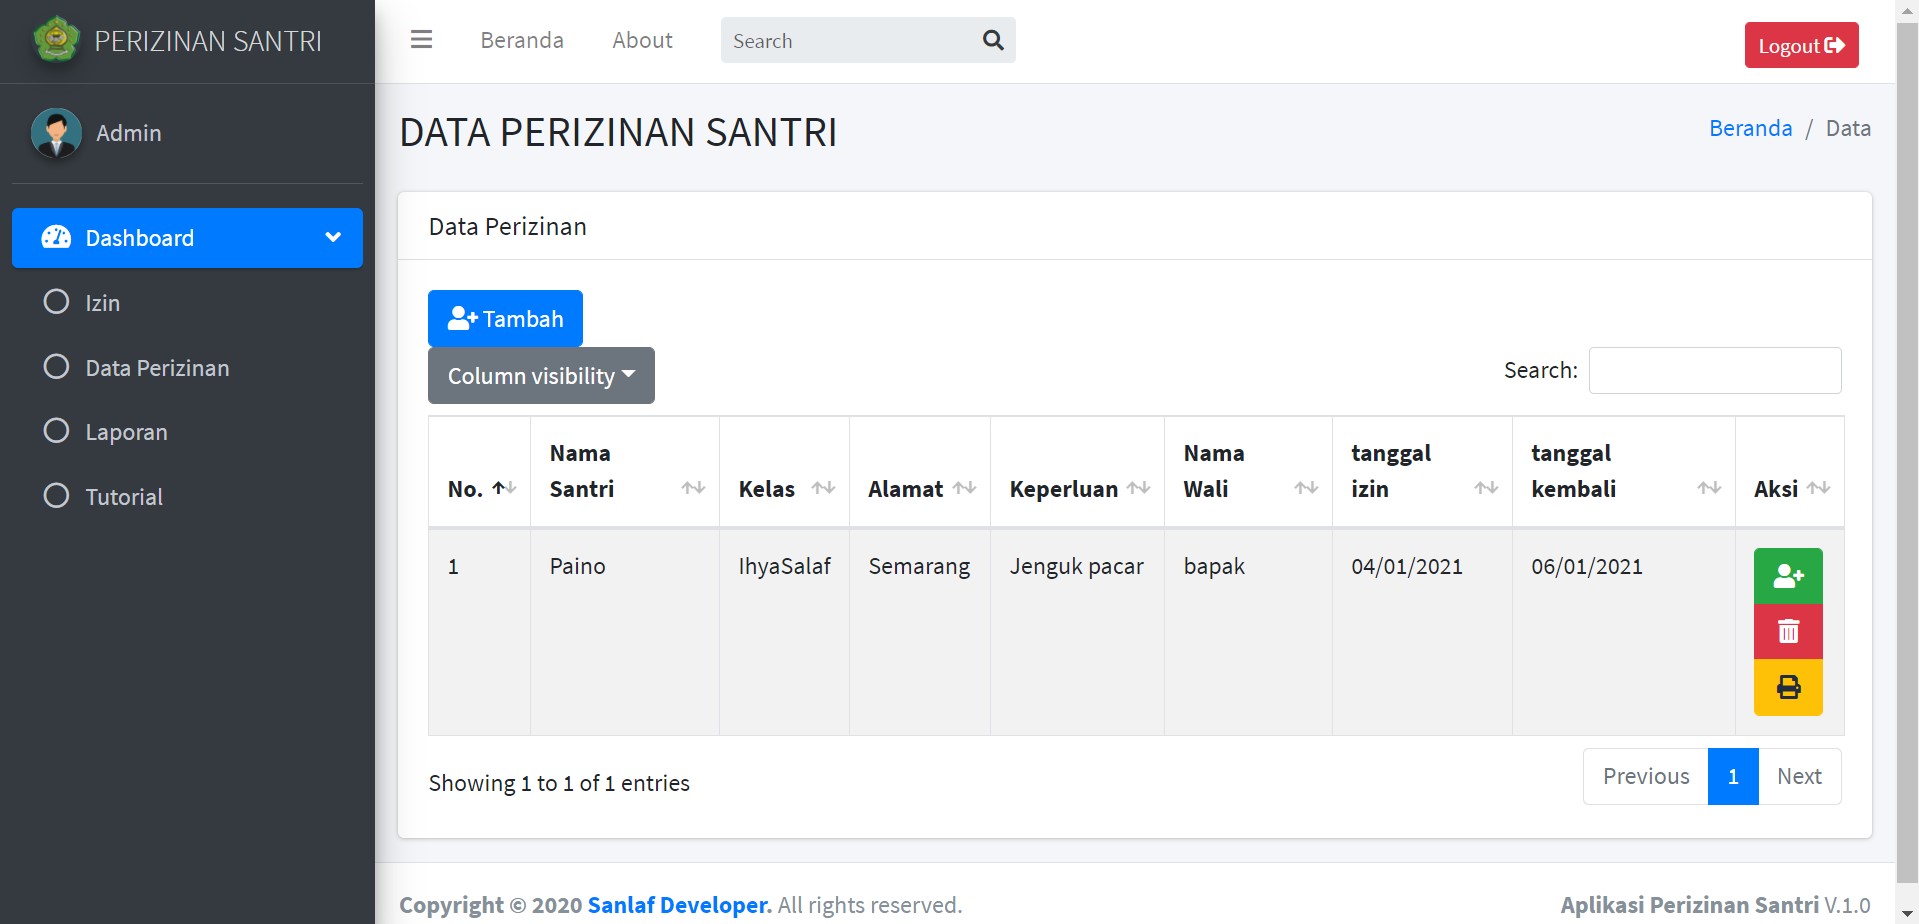 PERIZINAN SANTRI
Beranda About Search
Logout
Admin
DATA PERIZINAN SANTRI
Beranda / Data
Dashboard
Izin
Data Perizinan
Laporan
Tutorial
Data Perizinan
Tambah
Column visibility
Search:
No. Nama Santri Kelas Alamat Keperluan Nama Wali tanggal izin tanggal kembali Aksi
1 Paino IhyaSalaf Semarang Jenguk pacar bapak 04/01/2021 06/01/2021
Showing 1 to 1 of 1 entries
Previous 1 Next
Copyright © 2020 Sanlaf Developer. All rights reserved.
Aplikasi Perizinan Santri V.1.0